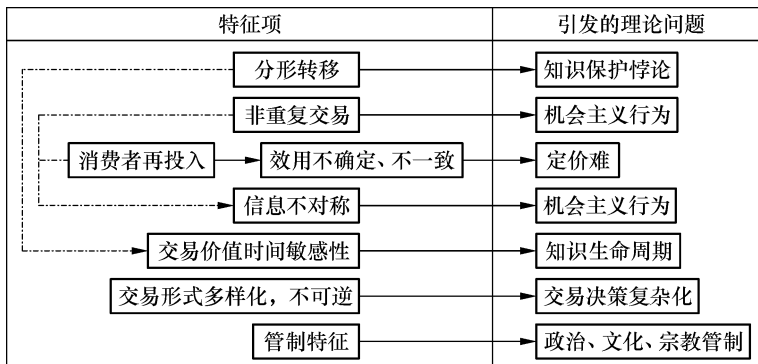 特征项 引发的理论问题
分形转移 知识保护悖论
非重复交易 机会主义行为
消费者再投入 效用不确定、不一致 定价难
信息不对称 机会主义行为
交易价值时间敏感性 知识生命周期
交易形式多样化，不可逆 交易决策复杂化
管制特征 政治、文化、宗教管制